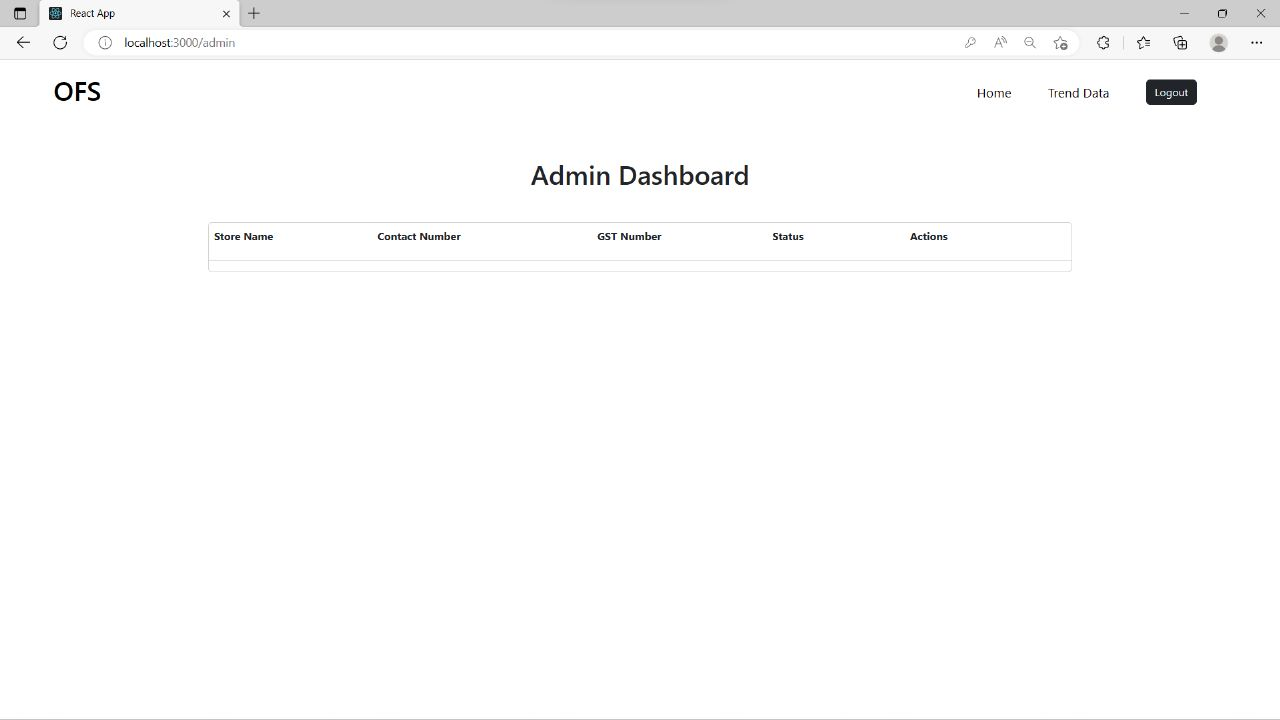 React App
localhost:3000/admin
OFS
Home Trend Data Logout
Admin Dashboard
Store Name Contact Number GST Number Status Actions